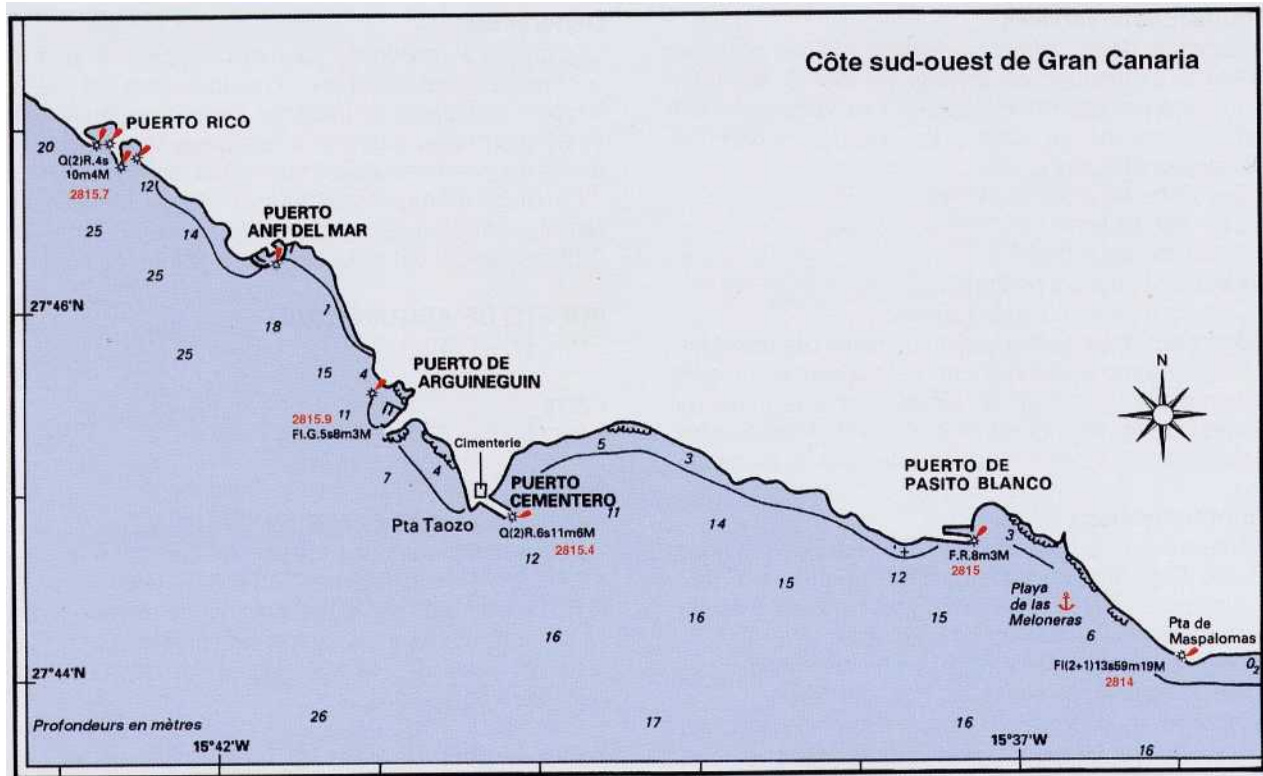 Côte sud-ouest de Gran Canaria
PUERTO RICO
20
Q(2)R.4s
10m4M
2815.7
12
25
14
PUERTO
ANFI DEL MAR
25
27°46'N
1
18
25
15
4
PUERTO DE
ARGUINEGUIN
2815.9
11
Fl.G.5s8m3M
N
Cimenterie
5
3
7
4
PUERTO DE
PASITO BLANCO
PUERTO
CEMENTERO
Pta Taozo
11
14
Q(2)R.6s11m6M
2815.4
12
3
F.R.8m3M
2815
12
15
Playa
de las
Meloneras
15
16
6
Pta de
Maspalomas
16
27°44'N
Fl(2+1)13s59m19M
2814
0₂
Profondeurs en mètres
26
17
16
15°42'W
15°37'W
16